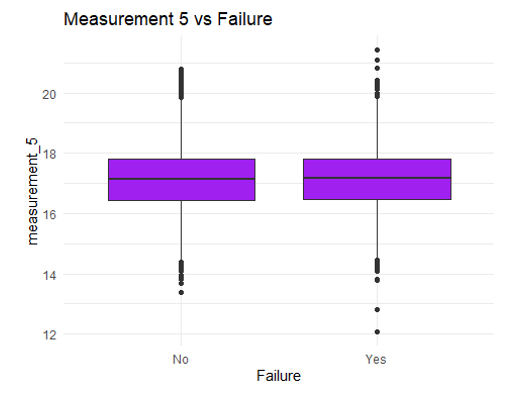 Measurement 5 vs Failure
measurement_5
20
18
16
14
12
No
Yes
Failure